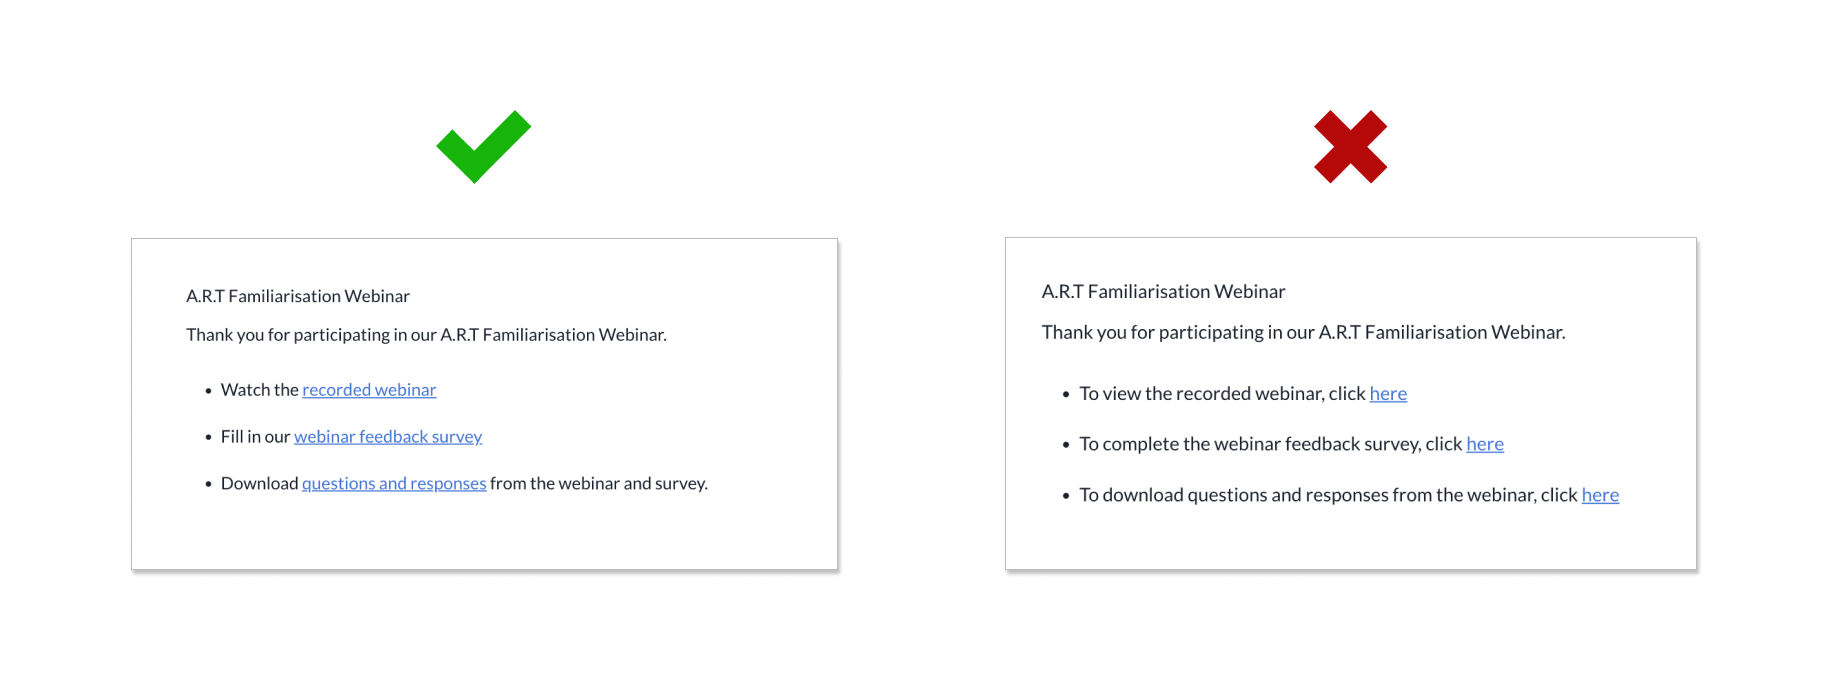 A.R.T Familiarisation Webinar
Thank you for participating in our A.R.T Familiarisation Webinar.
• Watch the recorded webinar
• Fill in our webinar feedback survey
• Download questions and responses from the webinar and survey.
A.R.T Familiarisation Webinar
Thank you for participating in our A.R.T Familiarisation Webinar.
• To view the recorded webinar, click here
• To complete the webinar feedback survey, click here
• To download questions and responses from the webinar, click here